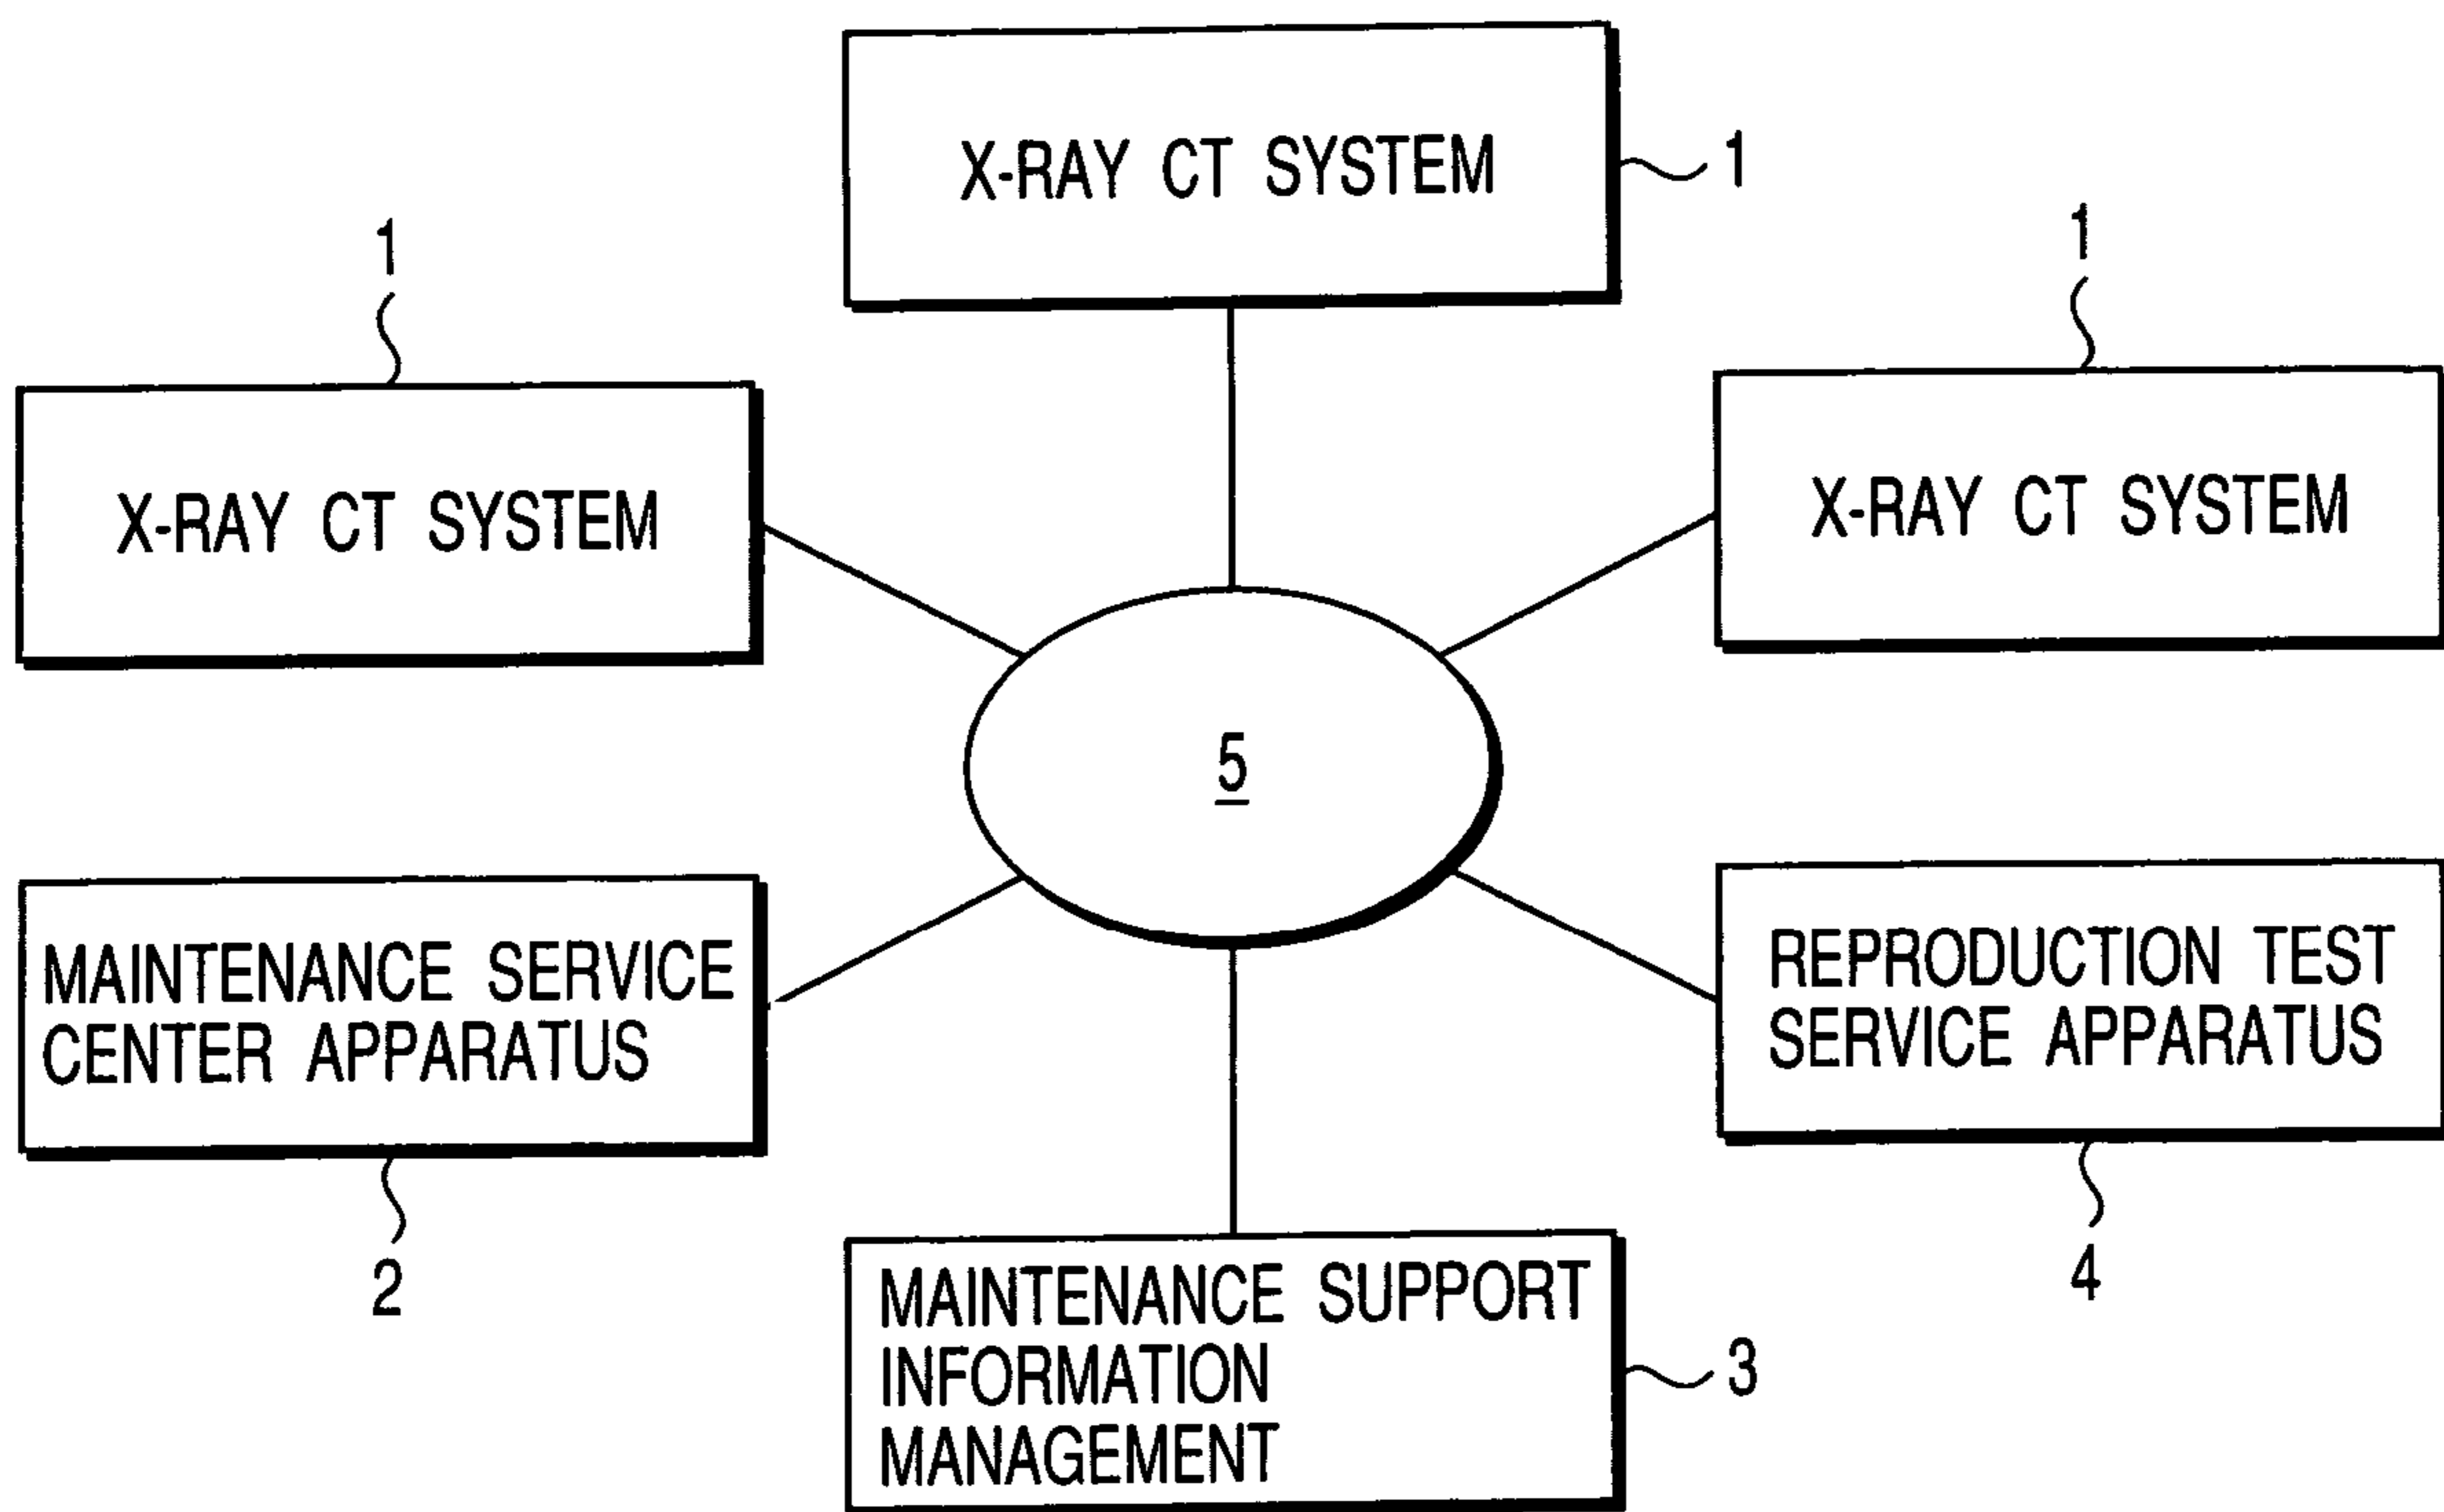 X-RAY CT SYSTEM
1
1
1
X-RAY CT SYSTEM
X-RAY CT SYSTEM
5
MAINTENANCE SERVICE
CENTER APPARATUS
REPRODUCTION TEST
SERVICE APPARATUS
2
4
MAINTENANCE SUPPORT
INFORMATION
MANAGEMENT
3